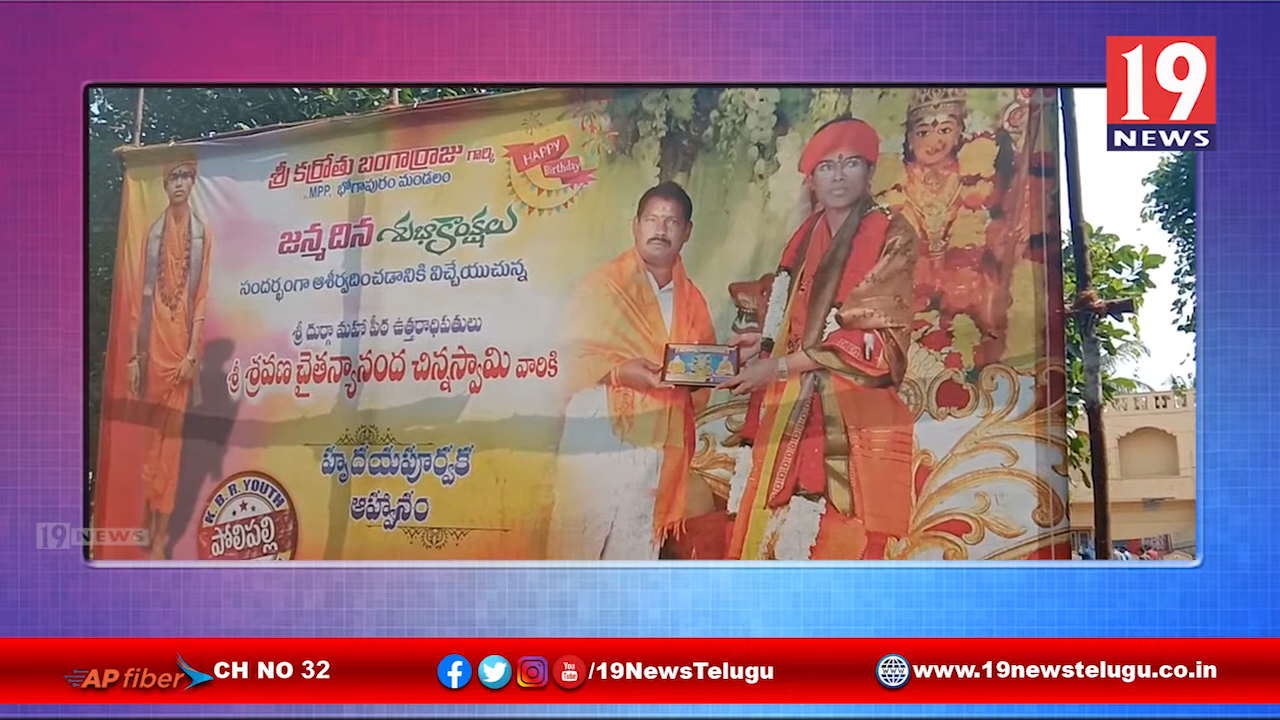 19
NEWS
శ్రీ కర్రోతు బంగార్రాజు గార్కి
MPP, భోగాపురం మండలం
HAPPY
Birthday
జన్మదిన శుభాకాంక్షలు
సందర్భంగా ఆశీర్వదించడానికి విచ్చేయుచున్న
శ్రీ దుర్గా మహా పీఠ ఉత్తరాధిపతులు
శ్రీ శ్రవణ చైతన్యానంద చిన్నస్వామి వారికి
హృదయపూర్వక
ఆహ్వానం
K. B. R. YOUTH
పోలిపల్లి
19 NEWS
AP fiber CH NO 32
/19NewsTelugu
www.19newstelugu.co.in